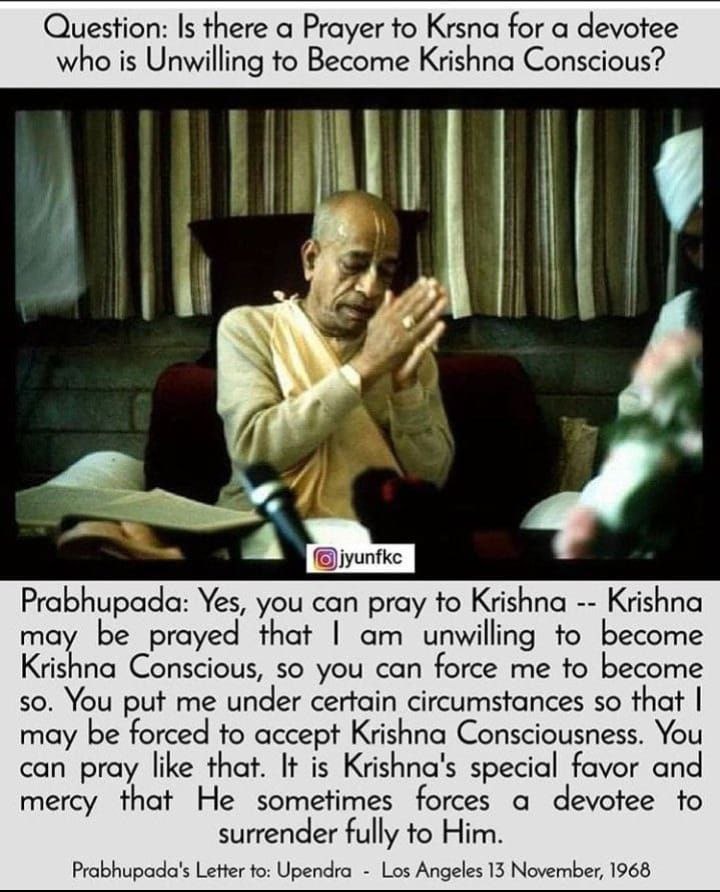 Question: Is there a Prayer to Krsna for a devotee
who is Unwilling to Become Krishna Conscious?
jyunfkc
Prabhupada: Yes, you can pray to Krishna -- Krishna
may be prayed that I am unwilling to become
Krishna Conscious, so you can force me to become
so. You put me under certain circumstances so that I
may be forced to accept Krishna Consciousness. You
can pray like that. It is Krishna's special favor and
mercy that He sometimes forces a devotee to
surrender fully to Him.
Prabhupada's Letter to: Upendra - Los Angeles 13 November, 1968